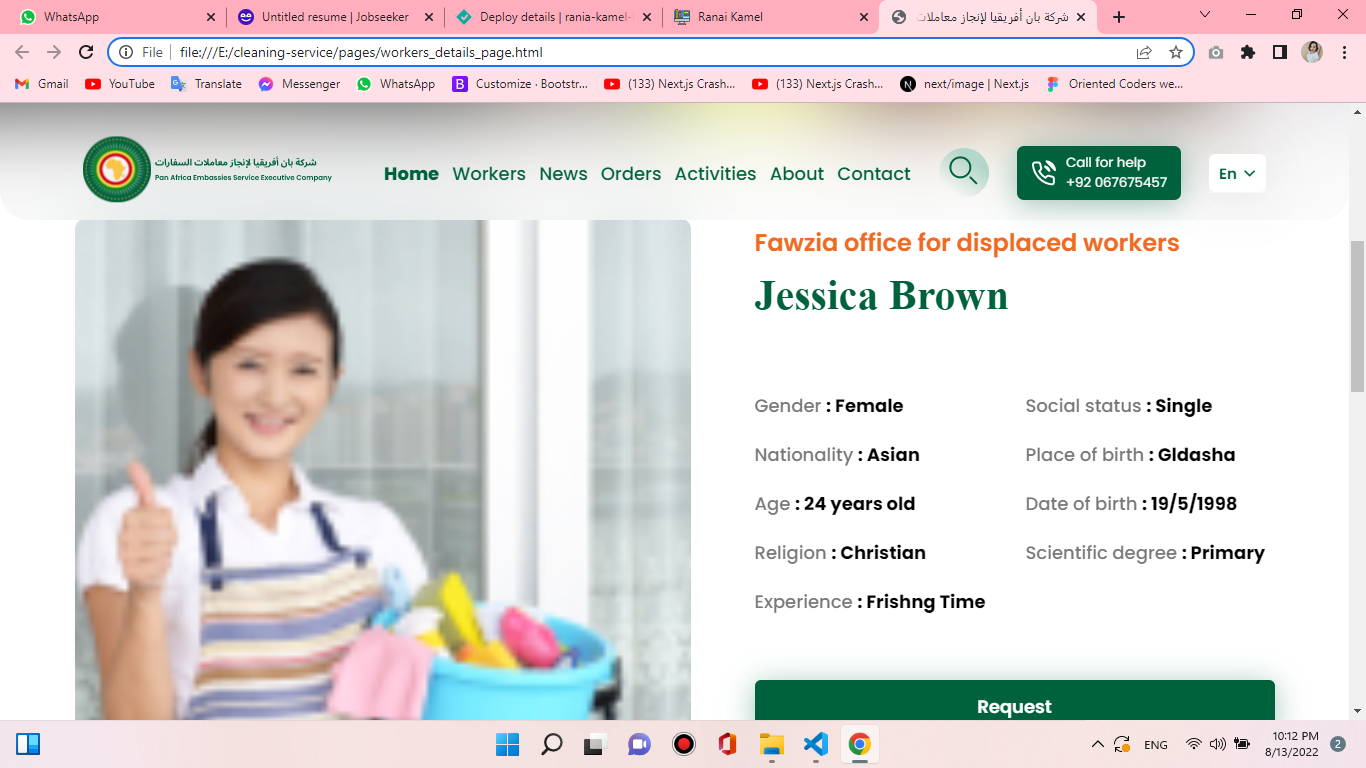 WhatsApp
Untitled resume | Jobseeker
Deploy details | rania-kamel-
Ranai Kamel
شركة بان أفريقيا لإنجاز معاملات
File
file:///E:/cleaning-service/pages/workers_details_page.html
Gmail
YouTube
Translate
Messenger
WhatsApp
Customize · Bootstr...
(133) Next.js Crash...
(133) Next.js Crash...
next/image | Next.js
Oriented Coders we...
شركة بان أفريقيا لإنجاز معاملات السفارات
Pan Africa Embassies Service Executive Company
Home
Workers
News
Orders
Activities
About
Contact
Call for help
+92 067675457
En
Fawzia office for displaced workers
Jessica Brown
Gender : Female
Social status : Single
Nationality : Asian
Place of birth : Gldasha
Age : 24 years old
Date of birth : 19/5/1998
Religion : Christian
Scientific degree : Primary
Experience : Frishng Time
Request
ENG
10:12 PM
8/13/2022
2